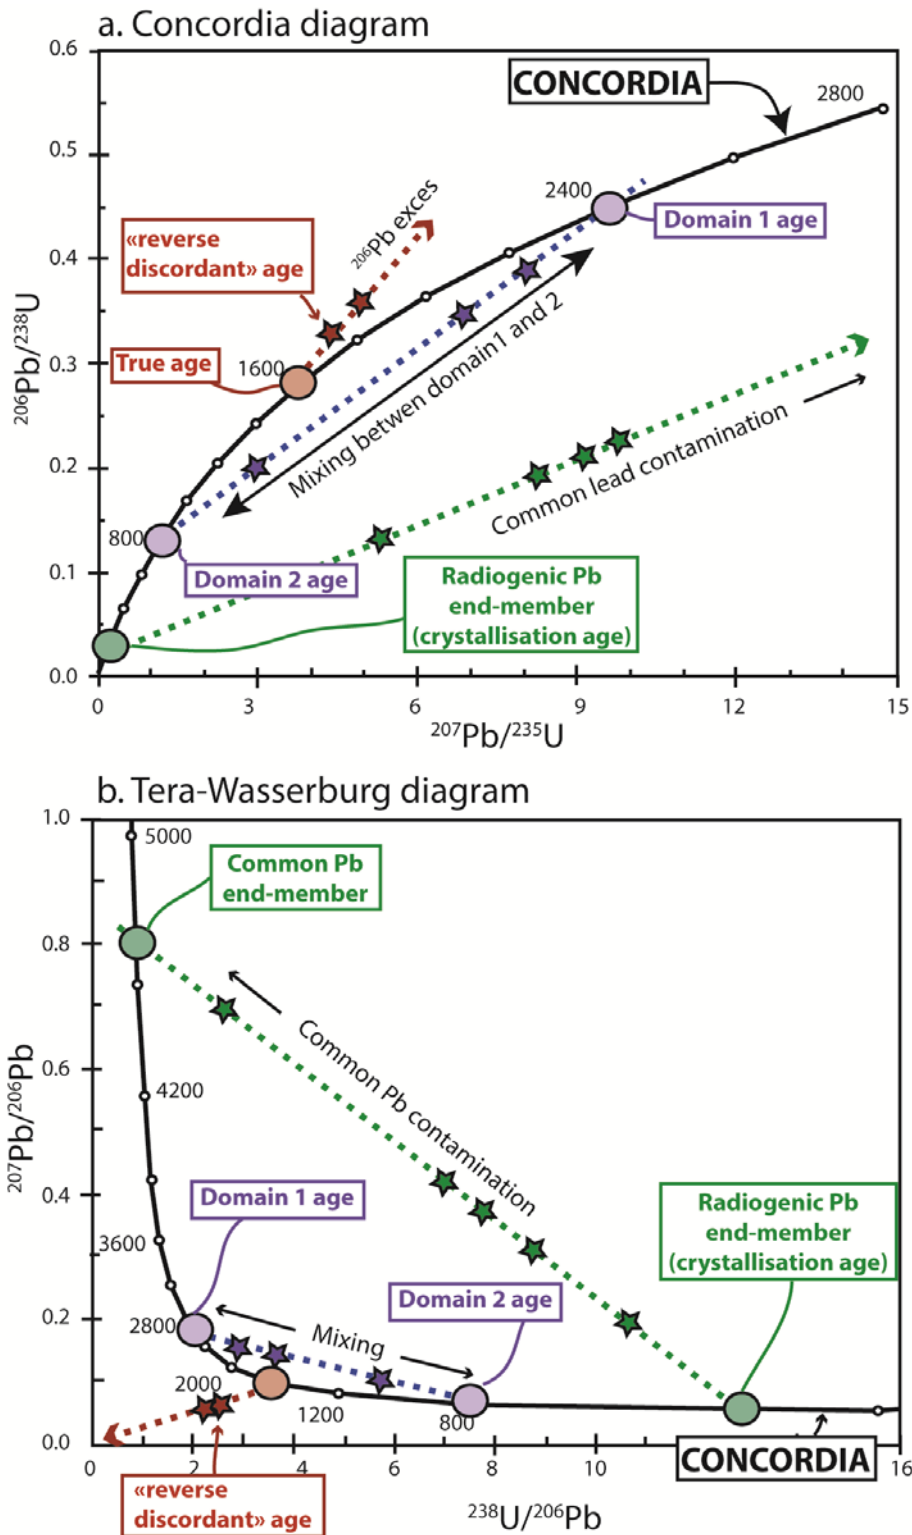 a. Concordia diagram
0.6
0.5
0.4
0.3
0.2
0.1
0.0
²⁰⁶Pb/²³⁸U
CONCORDIA
2800
2400
Domain 1 age
«reverse
discordant» age
²⁰⁶Pb exces
True age
1600
Mixing betwen domain 1 and 2
Common lead contamination
800
Domain 2 age
Radiogenic Pb
end-member
(crystallisation age)
0
3
6
9
12
15
²⁰⁷Pb/²³⁵U
b. Tera-Wasserburg diagram
1.0
0.8
0.6
0.4
0.2
0.0
²⁰⁷Pb/²⁰⁶Pb
5000
Common Pb
end-member
Common Pb contamination
4200
Domain 1 age
Radiogenic Pb
end-member
(crystallisation age)
3600
Domain 2 age
2800
Mixing
2000
1200
800
CONCORDIA
0
2
4
6
8
10
16
«reverse
discordant» age
²³⁸U/²⁰⁶Pb